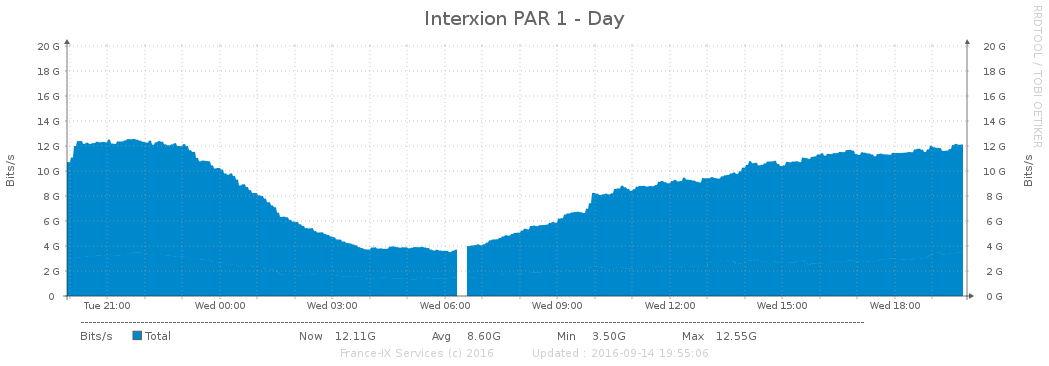 Interxion PAR 1 - Day
RRDTOOL / TOBI OETIKER
Bits/s
20 G 20 G
18 G 18 G
16 G 16 G
14 G 14 G
12 G 12 G
10 G 10 G
8 G 8 G
6 G 6 G
4 G 4 G
2 G 2 G
0 0 G
Bits/s
Tue 21:00 Wed 00:00 Wed 03:00 Wed 06:00 Wed 09:00 Wed 12:00 Wed 15:00 Wed 18:00
Bits/s Total Now 12.11G Avg 8.60G Min 3.50G Max 12.55G
France-IX Services (c) 2016 Updated : 2016-09-14 19:55:06